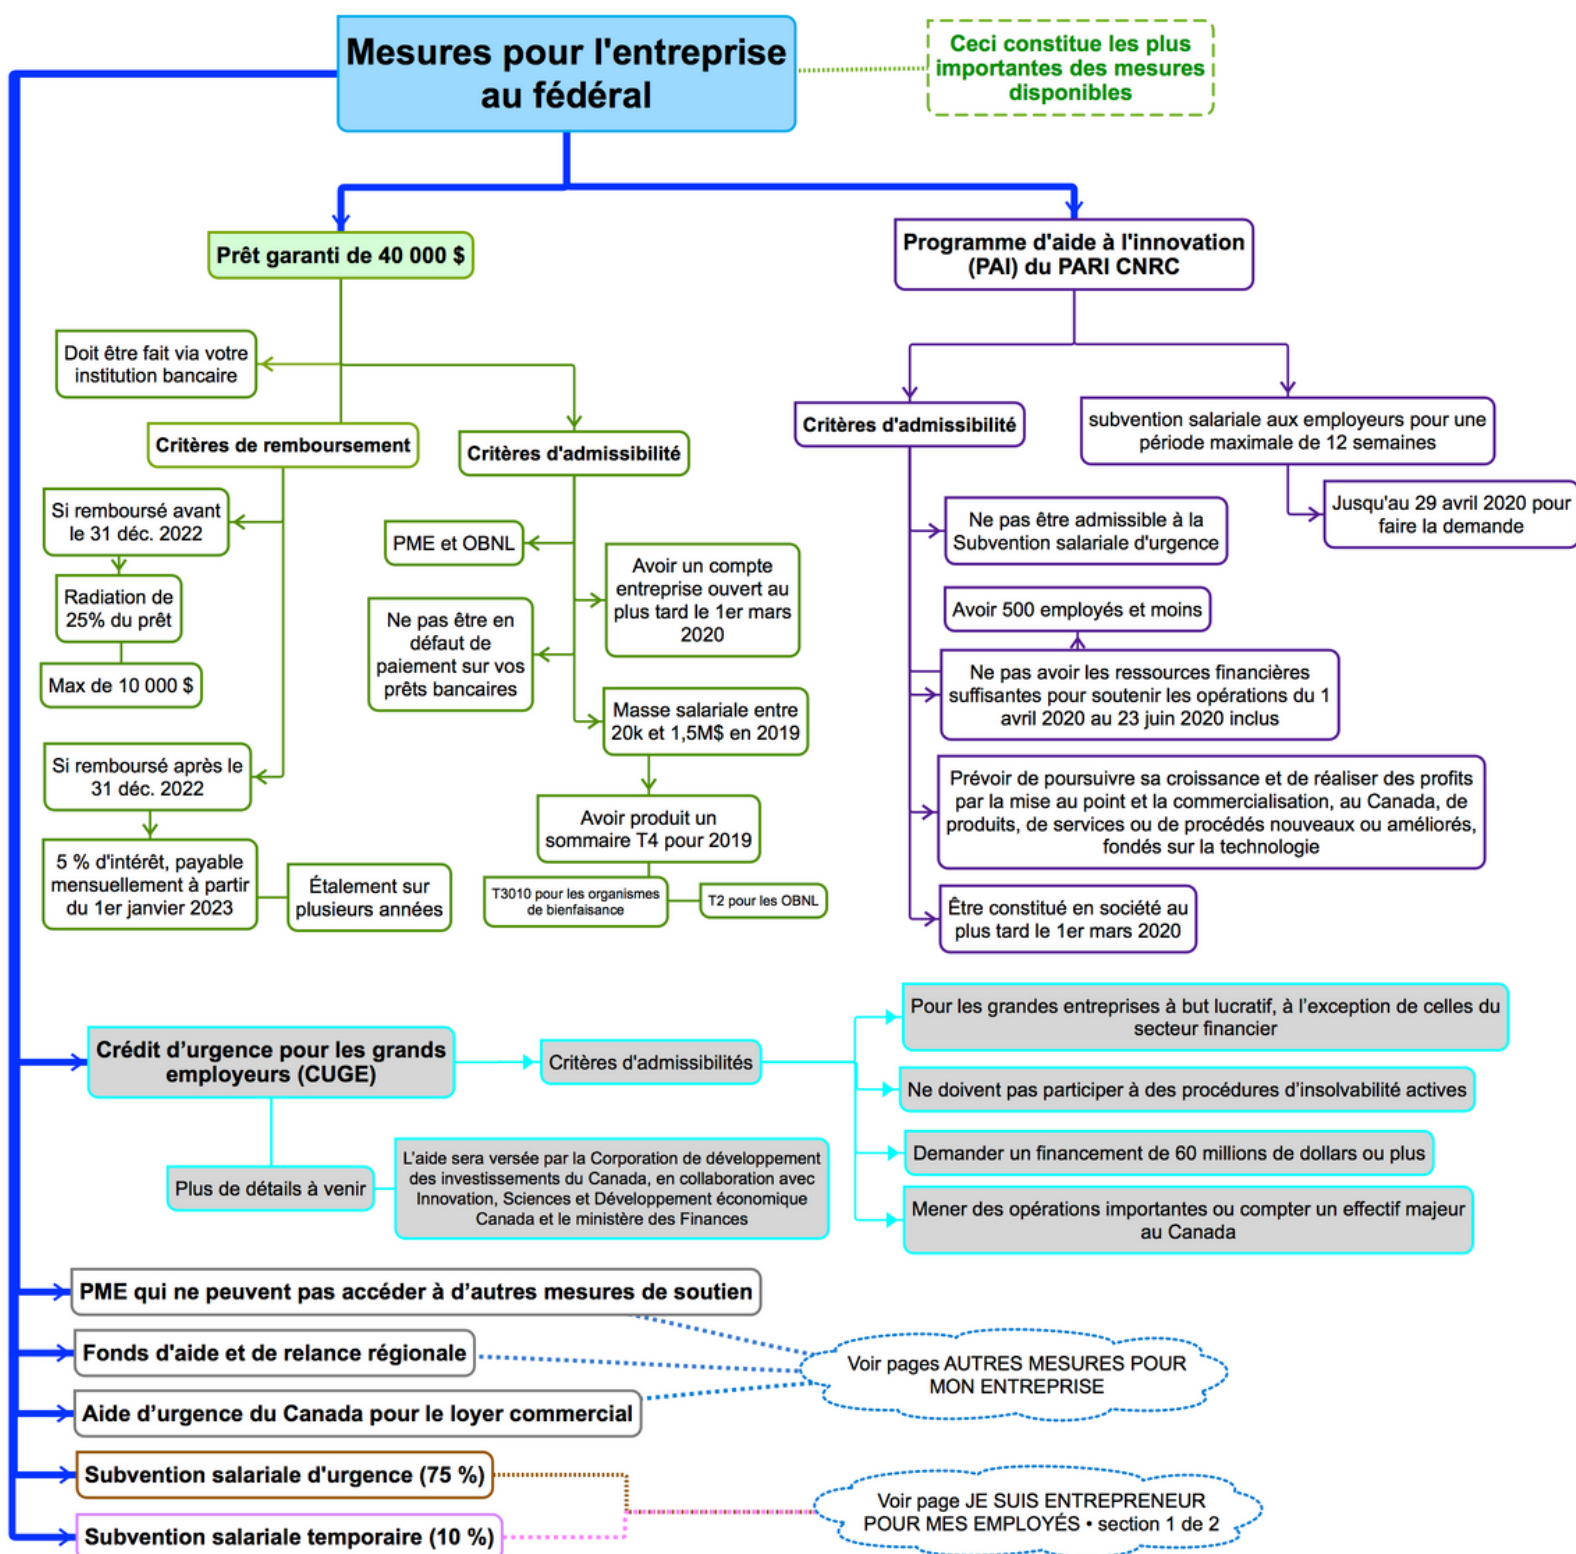 Mesures pour l'entreprise
au fédéral
Ceci constitue les plus
importantes des mesures
disponibles
Prêt garanti de 40 000 $
Doit être fait via votre
institution bancaire
Critères de remboursement
Si remboursé avant
le 31 déc. 2022
Radiation de
25% du prêt
Max de 10 000 $
Si remboursé après le
31 déc. 2022
5 % d'intérêt, payable
mensuellement à partir
du 1er janvier 2023
Étalement sur
plusieurs années
Critères d'admissibilité
PME et OBNL
Avoir un compte
entreprise ouvert au
plus tard le 1er mars
2020
Ne pas être en
défaut de
paiement sur vos
prêts bancaires
Masse salariale entre
20k et 1,5M$ en 2019
Avoir produit un
sommaire T4 pour 2019
T3010 pour les organismes
de bienfaisance
T2 pour les OBNL
Programme d'aide à l'innovation
(PAI) du PARI CNRC
Critères d'admissibilité
Ne pas être admissible à la
Subvention salariale d'urgence
Avoir 500 employés et moins
Ne pas avoir les ressources financières
suffisantes pour soutenir les opérations du 1
avril 2020 au 23 juin 2020 inclus
Prévoir de poursuivre sa croissance et de réaliser des profits
par la mise au point et la commercialisation, au Canada, de
produits, de services ou de procédés nouveaux ou améliorés,
fondés sur la technologie
Être constitué en société au
plus tard le 1er mars 2020
subvention salariale aux employeurs pour une
période maximale de 12 semaines
Jusqu'au 29 avril 2020 pour
faire la demande
Crédit d’urgence pour les grands
employeurs (CUGE)
Critères d'admissibilités
Pour les grandes entreprises à but lucratif, à l’exception de celles du
secteur financier
Ne doivent pas participer à des procédures d’insolvabilité actives
Demander un financement de 60 millions de dollars ou plus
Mener des opérations importantes ou compter un effectif majeur
au Canada
Plus de détails à venir
L’aide sera versée par la Corporation de développement
des investissements du Canada, en collaboration avec
Innovation, Sciences et Développement économique
Canada et le ministère des Finances
PME qui ne peuvent pas accéder à d’autres mesures de soutien
Fonds d'aide et de relance régionale
Aide d’urgence du Canada pour le loyer commercial
Voir pages AUTRES MESURES POUR
MON ENTREPRISE
Subvention salariale d'urgence (75 %)
Subvention salariale temporaire (10 %)
Voir page JE SUIS ENTREPRENEUR
POUR MES EMPLOYÉS • section 1 de 2